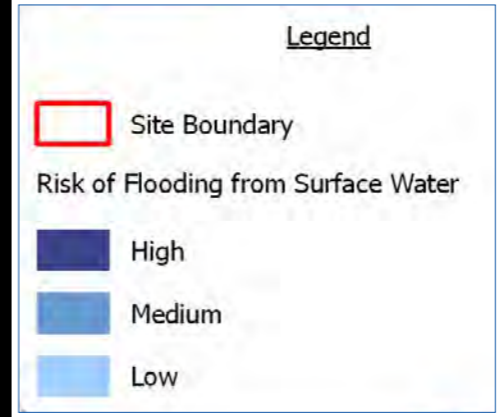 Legend
Site Boundary
Risk of Flooding from Surface Water
High
Medium
Low